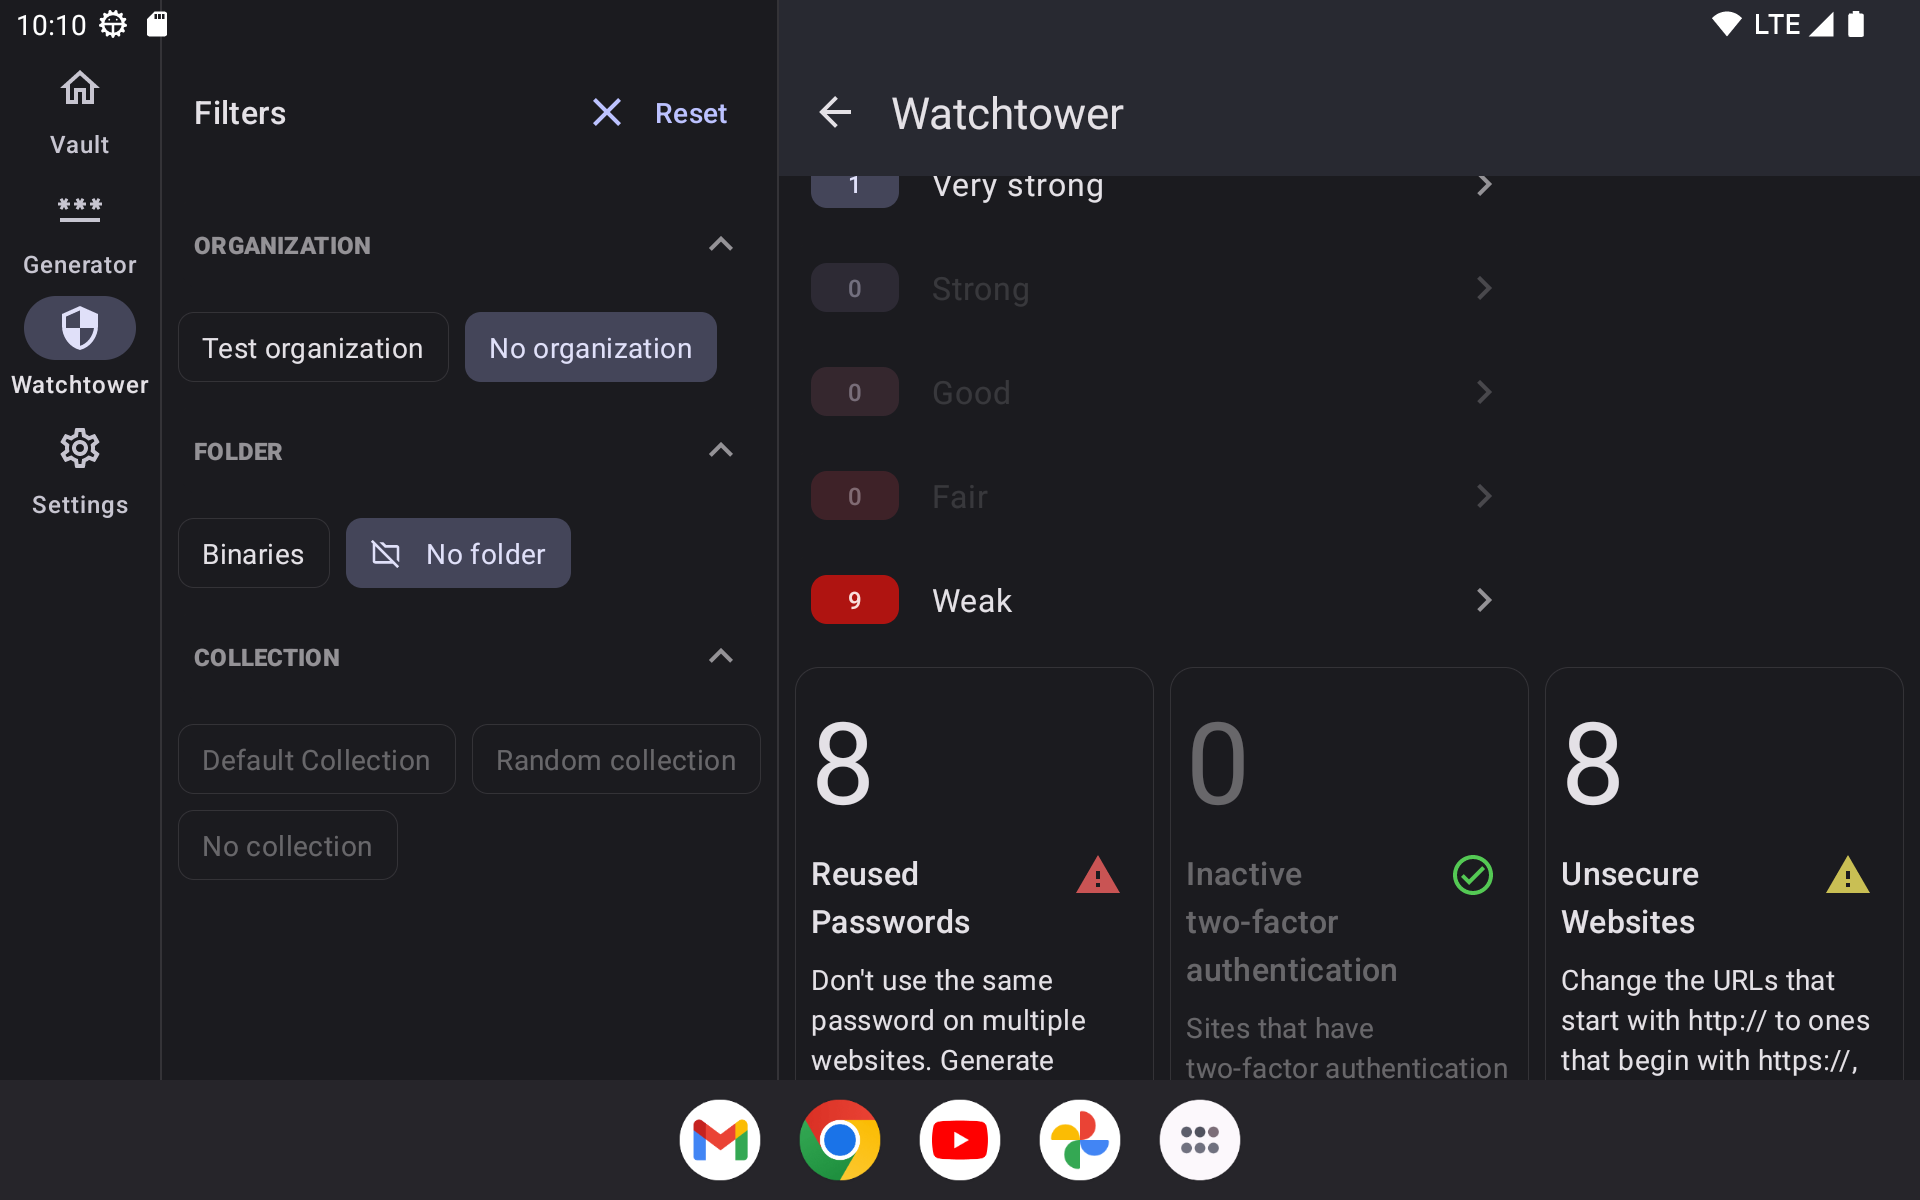 10:10
LTE
Vault
Generator
Watchtower
Settings
Filters
Reset
ORGANIZATION
Test organization
No organization
FOLDER
Binaries
No folder
COLLECTION
Default Collection
Random collection
No collection
Watchtower
1 Very strong
0 Strong
0 Good
0 Fair
9 Weak
8
Reused
Passwords
Don't use the same
password on multiple
websites. Generate
0
Inactive
two-factor
authentication
Sites that have
two-factor authentication
8
Unsecure
Websites
Change the URLs that
start with http:// to ones
that begin with https://,